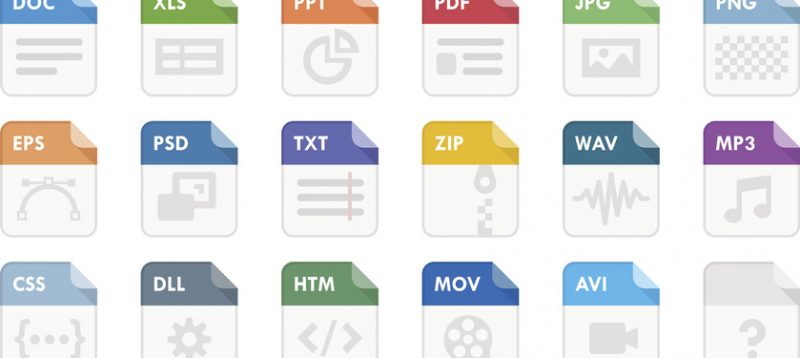 DOC XLS PPT PDF JPG PNG
EPS PSD TXT ZIP WAV MP3
CSS DLL HTM MOV AVI
{...} </> ?